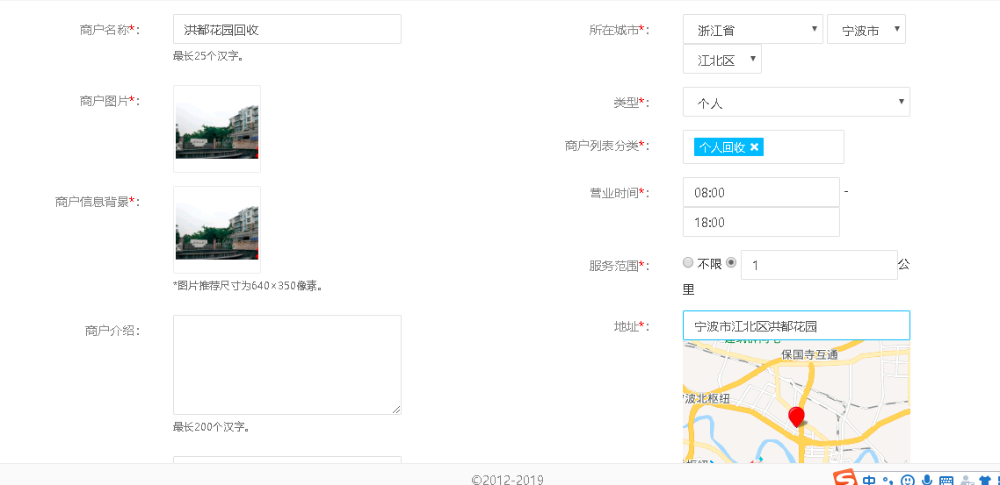 商户名称*：
洪都花园回收
最长25个汉字。
商户图片*：
商户信息背景*：
*图片推荐尺寸为640×350像素。
商户介绍：
最长200个汉字。
所在城市*：
浙江省
宁波市
江北区
类型*：
个人
商户列表分类*：
个人回收 ×
营业时间*：
08:00 -
18:00
服务范围*：
不限 1 公
里
地址*：
宁波市江北区洪都花园
保国寺互通
波北枢纽
©2012-2019
中